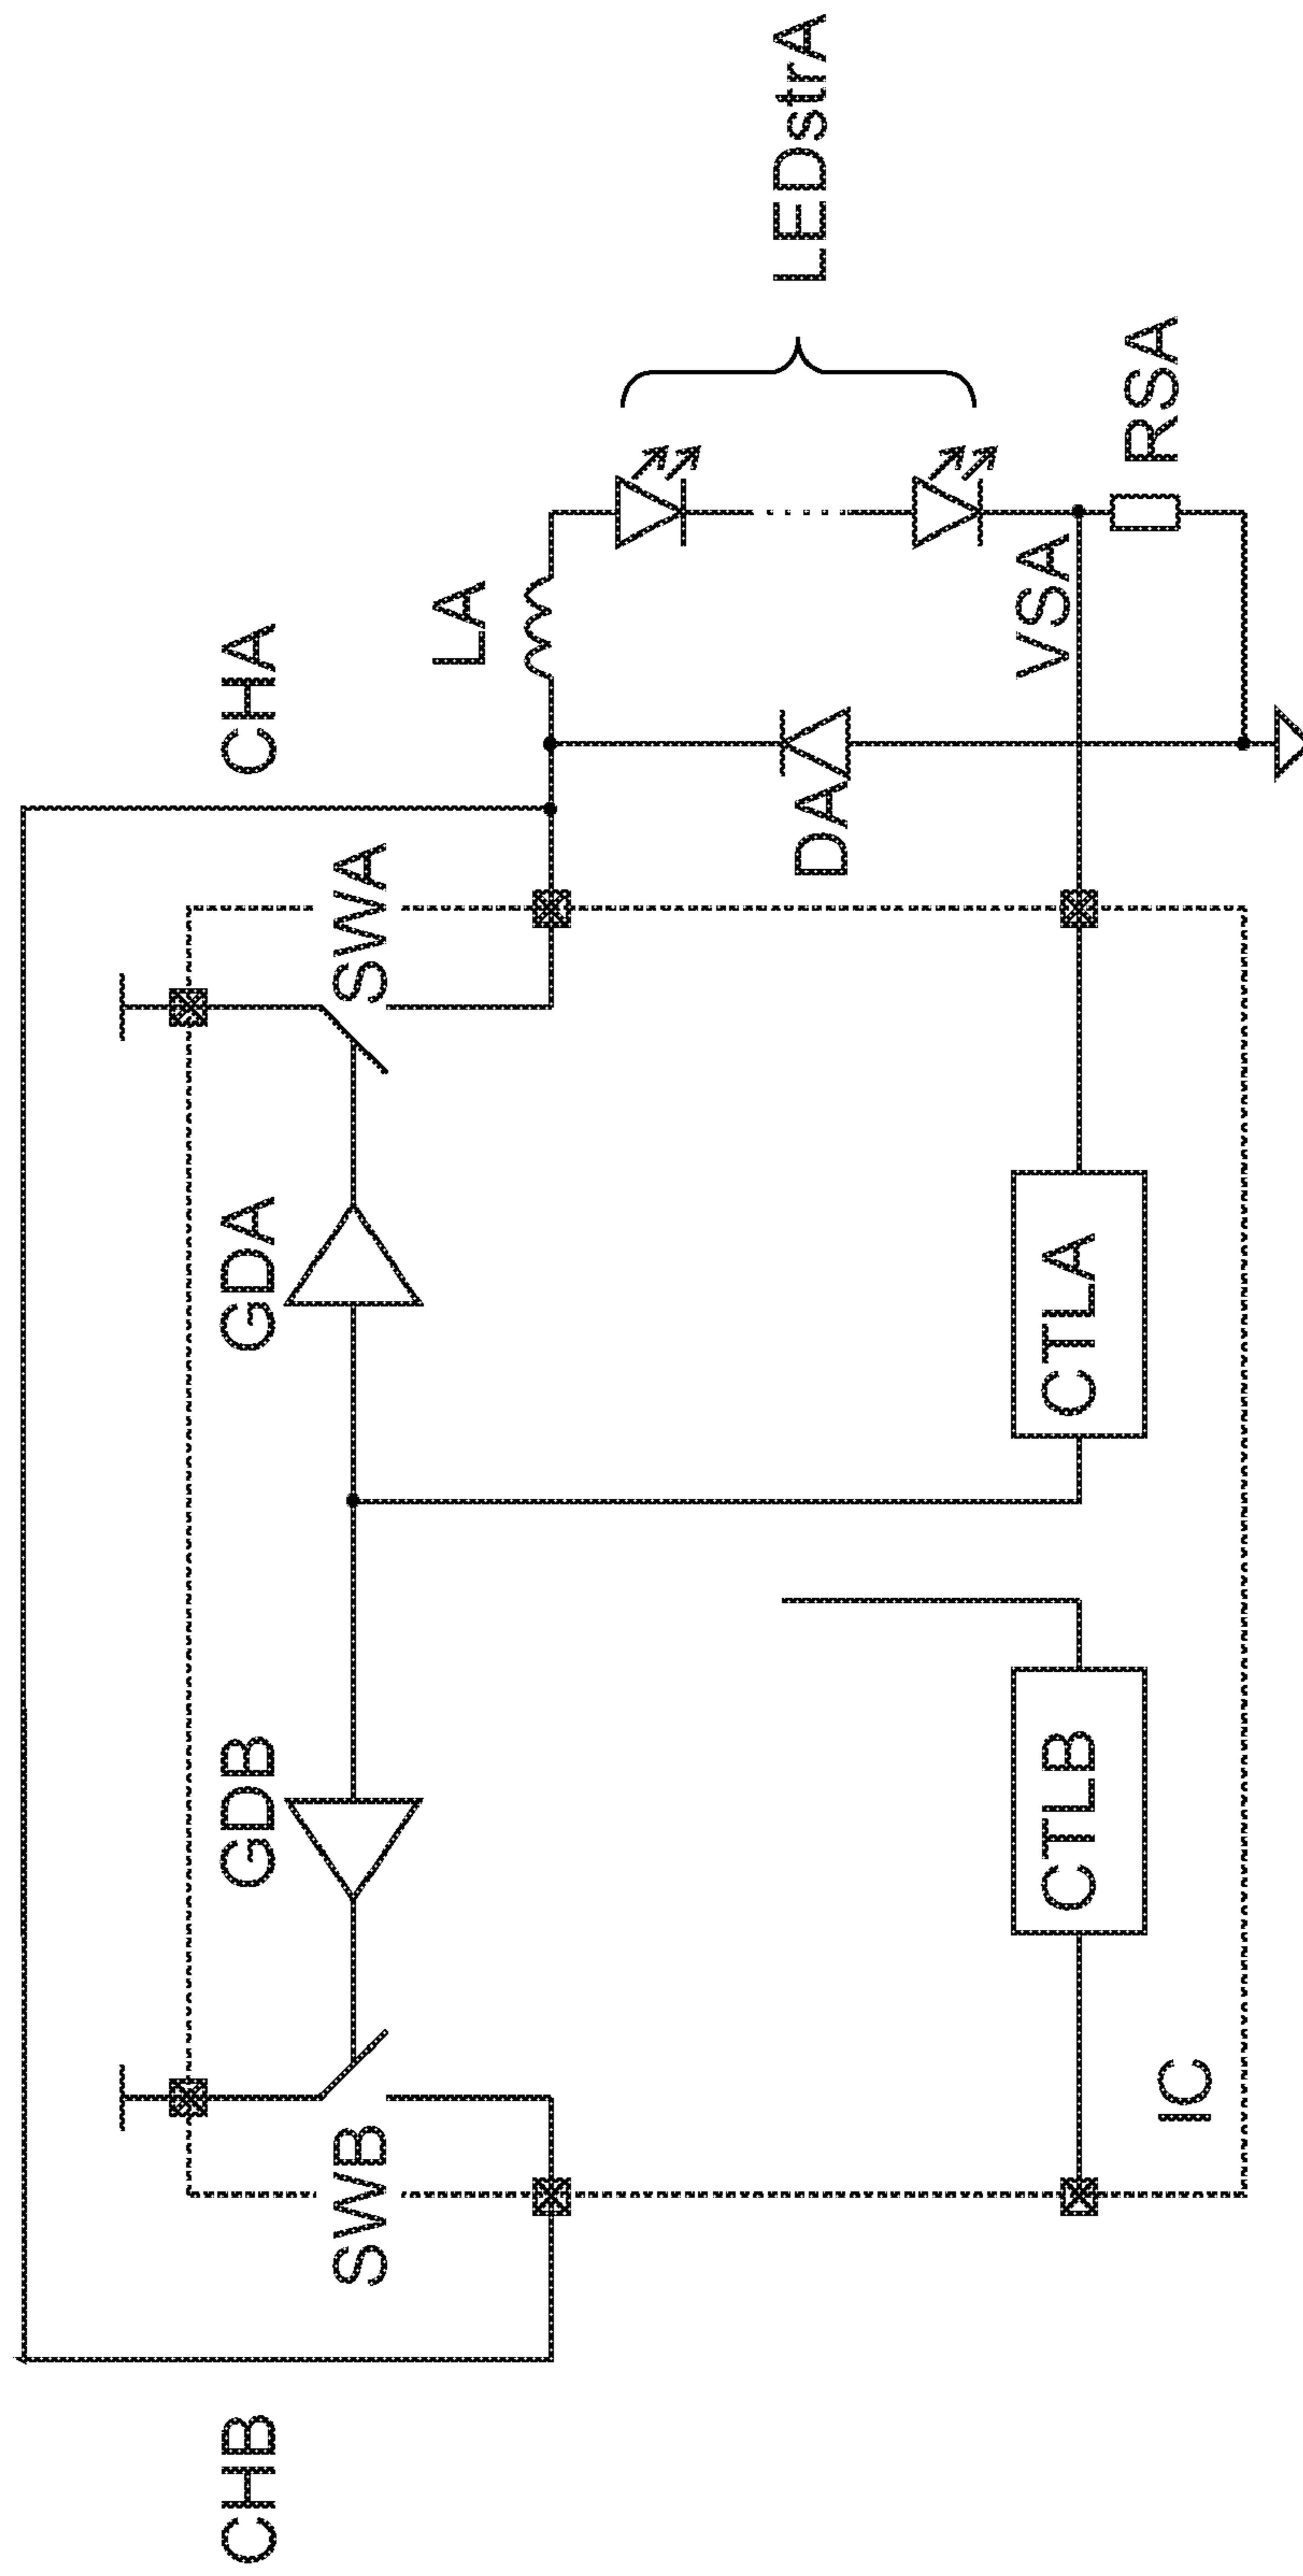 CHB
CHA
GDB
GDA
SWB
SWA
LA
LEDstrA
DA
VSA
CTLB
CTLA
RSA
IC